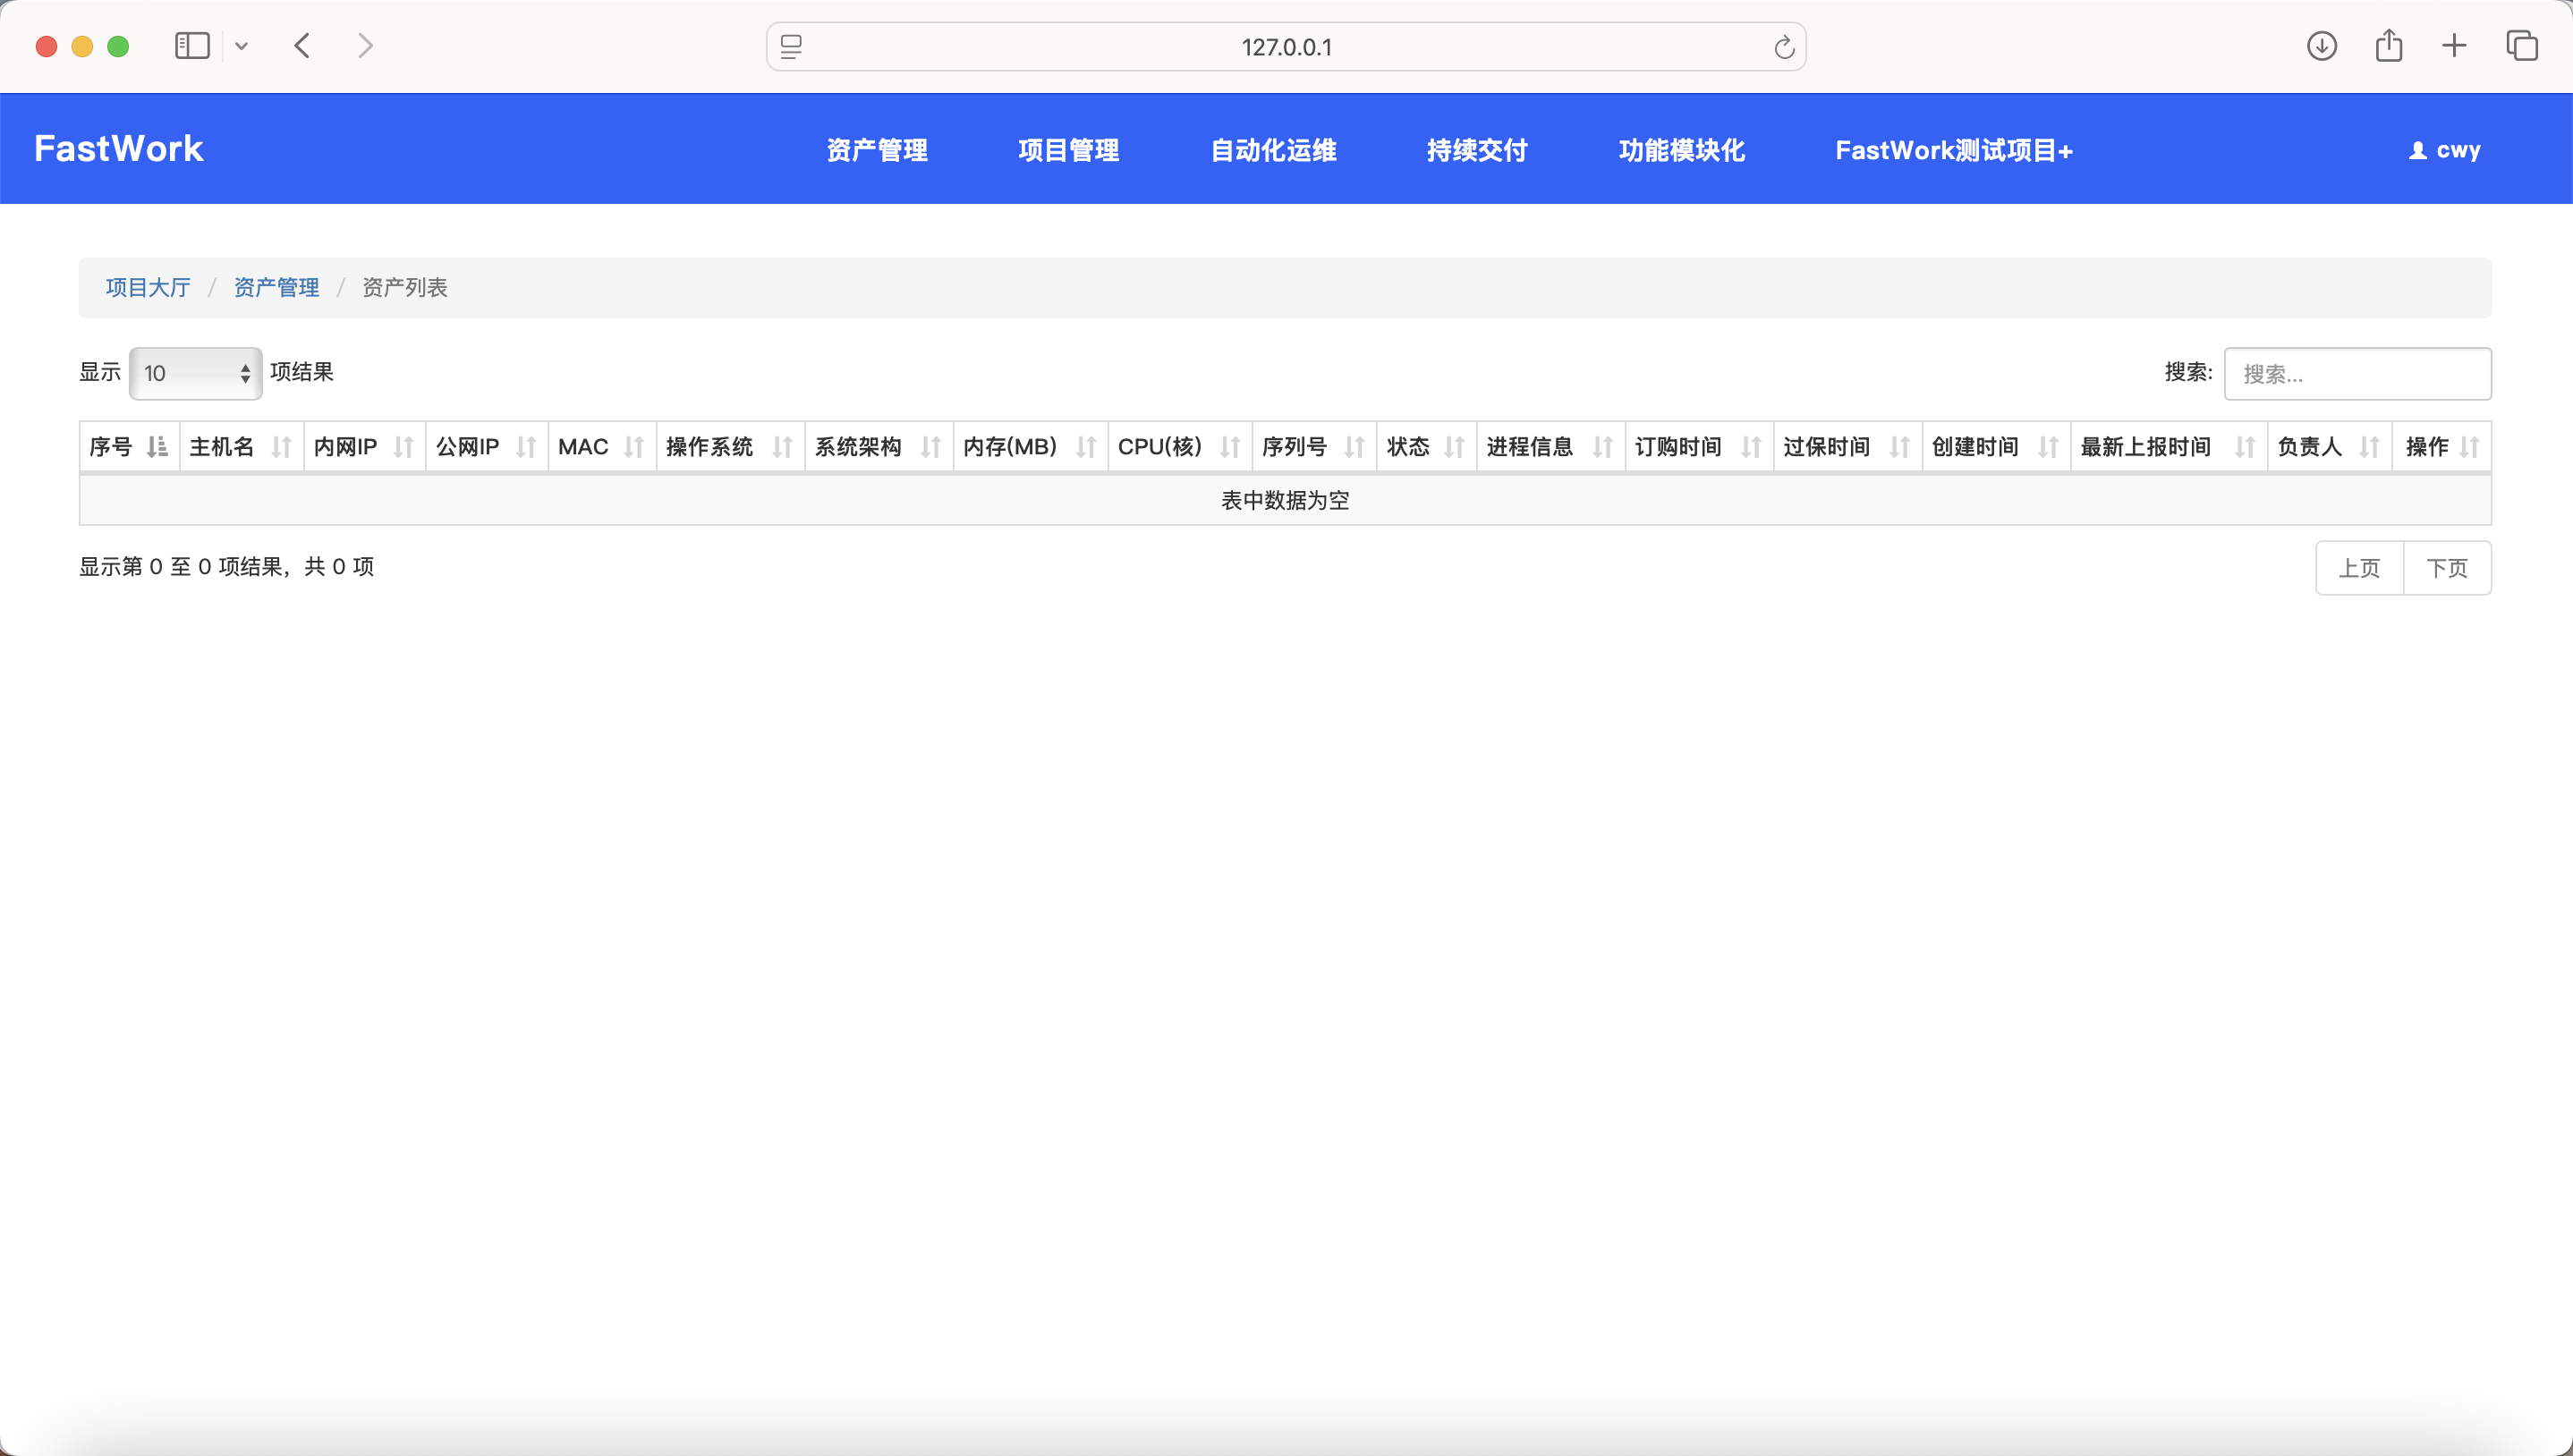 127.0.0.1
FastWork 资产管理 项目管理 自动化运维 持续交付 功能模块化 FastWork测试项目+ cwy
项目大厅 / 资产管理 / 资产列表
显示 10 项结果 搜索: 搜索...
序号 主机名 内网IP 公网IP MAC 操作系统 系统架构 内存(MB) CPU(核) 序列号 状态 进程信息 订购时间 过保时间 创建时间 最新上报时间 负责人 操作
表中数据为空
显示第 0 至 0 项结果，共 0 项 上页 下页